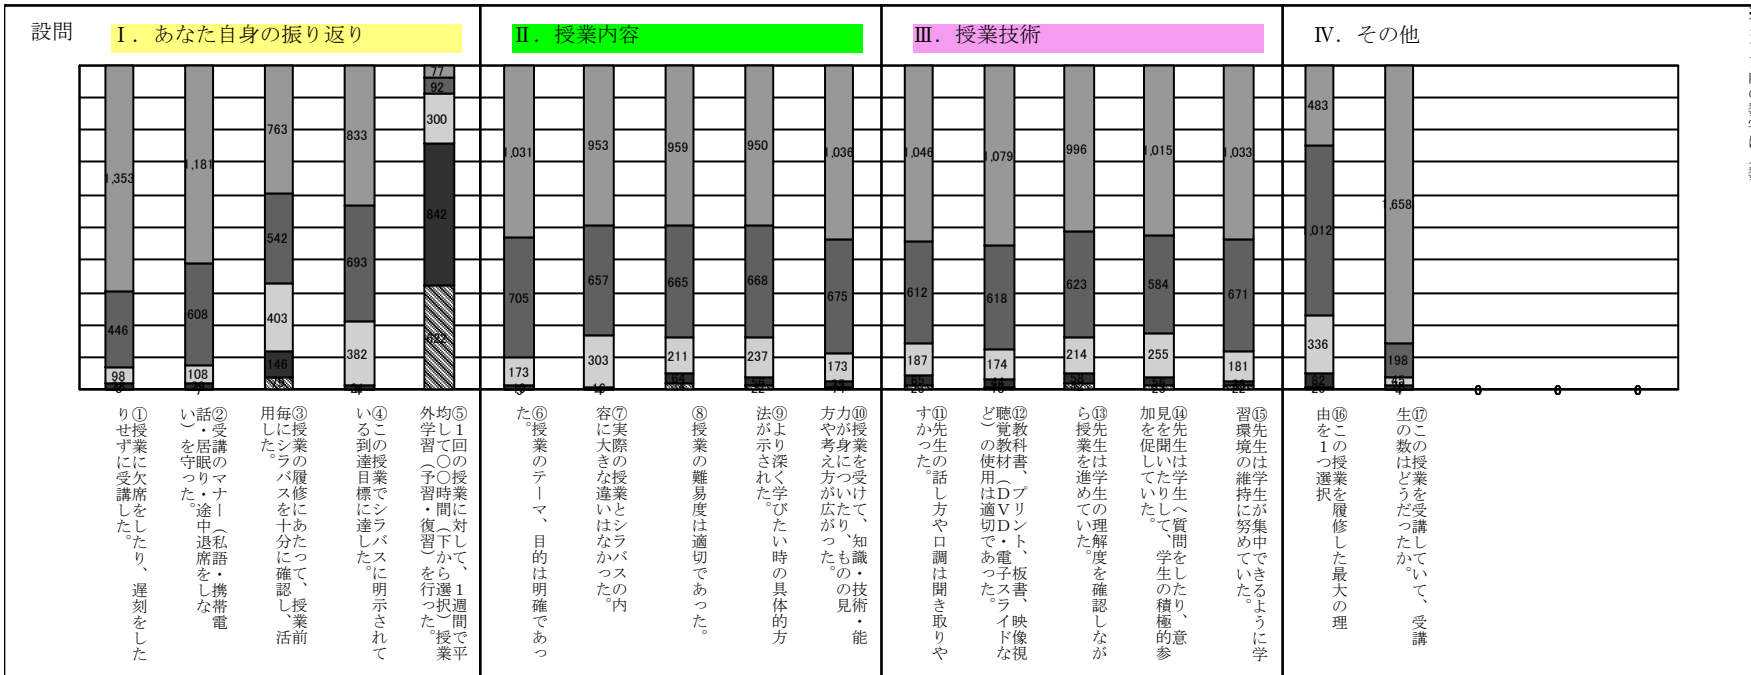 設問
Ⅰ．あなた自身の振り返り
Ⅱ．授業内容
Ⅲ．授業技術
Ⅳ．その他
1,353
446
98
1,181
608
108
763
542
403
146
79
833
693
382
77
92
300
842
622
1,031
705
173
953
657
303
16
959
665
211
64
950
668
237
56
22
1,036
675
173
1,046
612
187
65
1,079
618
174
44
996
623
214
58
1,015
584
255
56
23
1,033
671
181
483
1,012
336
82
1,658
198
45
0
0
0
①授業に欠席をしたり、遅刻をした
りせずに受講した。
②受講のマナー（私語・携帯電
話・居眠り・途中退席をしな
い）を守った。
③授業の履修にあたって、授業前
毎にシラバスを十分に確認し、活
用した。
④この授業でシラバスに明示されて
いる到達目標に達した。
⑤１回の授業に対して、１週間で平
均して〇〇時間（下から選択）授業
外学習（予習・復習）を行った。
⑥授業のテーマ、目的は明確であっ
た。
⑦実際の授業とシラバスの内
容に大きな違いはなかった。
⑧授業の難易度は適切であった。
⑨より深く学びたい時の具体的方
法が示された。
⑩授業を受けて、知識・技術・能
力が身についたり、ものの見
方や考え方が広がった。
⑪先生の話し方や口調は聞き取りや
すかった。
⑫教科書、プリント、板書、映像視
聴覚教材（ＤＶＤ・電子スライドな
ど）の使用は適切であった。
⑬先生は学生の理解度を確認しなが
ら授業を進めていた。
⑭先生は学生へ質問をしたり、意
見を聞いたりして、学生の積極的参
加を促していた。
⑮先生は学生が集中できるように学
習環境の維持に努めていた。
⑯この授業を履修した最大の理
由を１つ選択
⑰この授業を受講していて、受講
生の数はどうだったか。